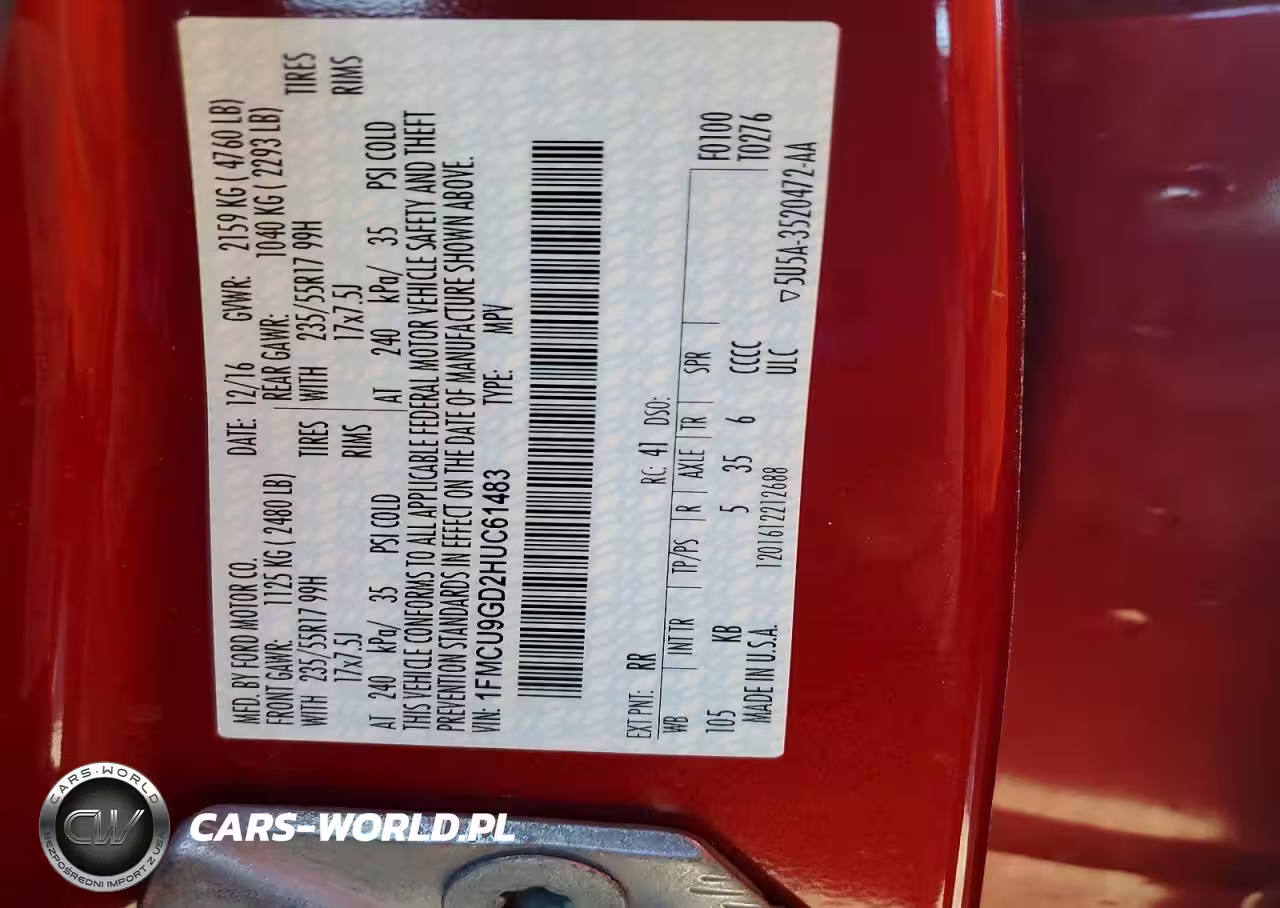 MFD. BY FORD MOTOR CO. DATE: 12/16 GVWR: 2159 KG ( 4760 LB)
FRONT GAWR: 1125 KG ( 2480 LB) REAR GAWR: 1040 KG ( 2293 LB)
WITH 235/55R17 99H TIRES WITH 235/55R17 99H TIRES
17x7.5J RIMS 17x7.5J RIMS
AT 240 kPa/ 35 PSI COLD AT 240 kPa/ 35 PSI COLD
THIS VEHICLE CONFORMS TO ALL APPLICABLE FEDERAL MOTOR VEHICLE SAFETY AND THEFT
PREVENTION STANDARDS IN EFFECT ON THE DATE OF MANUFACTURE SHOWN ABOVE.
VIN: 1FMCU9GD2HUC61483 TYPE: MPV
EXT PNT: RR RC: 41 DSO:
WB INT TR TP/PS R AXLE TR SPR F0100
105 KB 5 35 6 CCCC T0276
MADE IN U.S.A. 1201612212688 ULC
▽5U5A-3520472-AA
CARS-WORLD
CW
BEZPOŚREDNI IMPORT Z USA
CARS-WORLD.PL